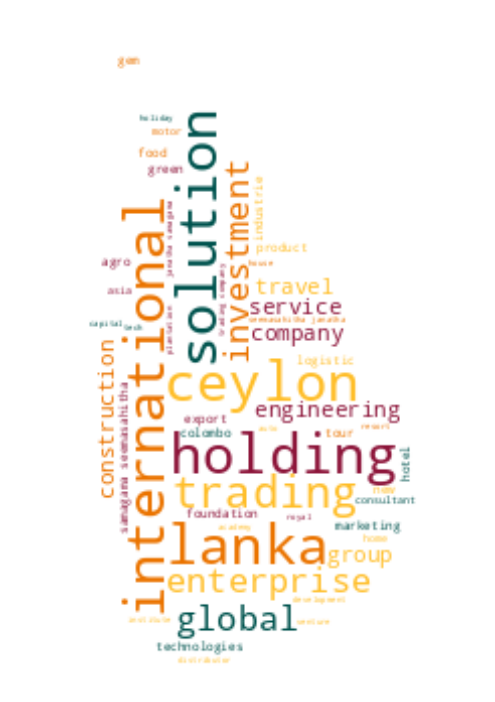 gem
holiday
motor
solution
food
green
investment
industrie
international
janatha samagama
product
agro
house
trading company
travel
asia
service
plantation
seemasahitha janatha
capital
tech
company
construction
logistic
ceylon
samagama seemasahitha
engineering
export
auto
resort
colombo
tour
holding
hotel
trading
new
consultant
foundation
royal
marketing
academy
lanka
home
group
enterprise
development
institute
global
venture
technologies
distributor